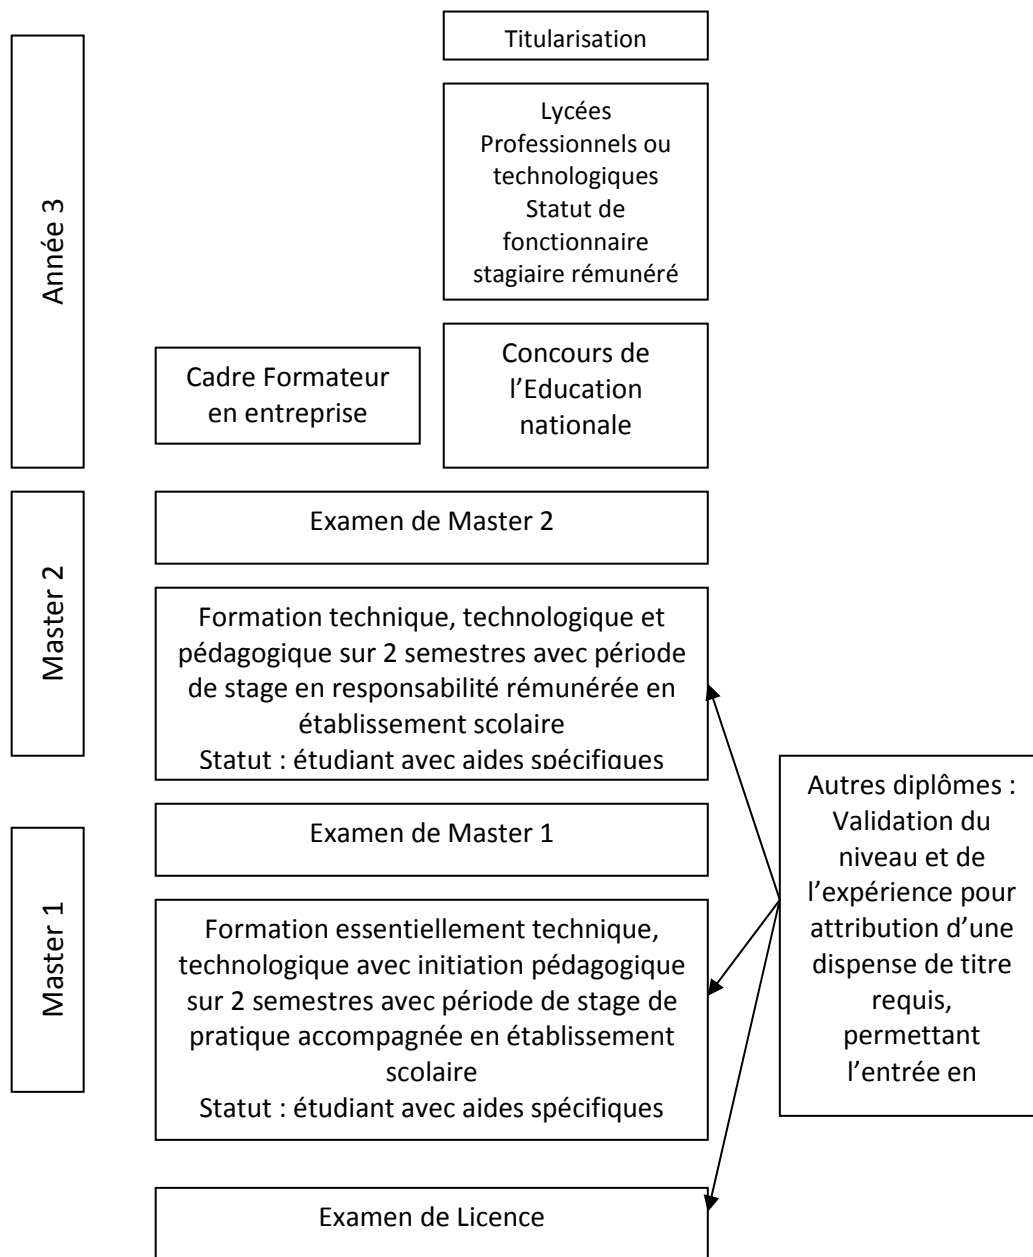 Titularisation
Année 3
Lycées
Professionnels ou
technologiques
Statut de
fonctionnaire
stagiaire rémunéré
Cadre Formateur
en entreprise
Concours de
l’Education
nationale
Master 2
Examen de Master 2
Formation technique, technologique et
pédagogique sur 2 semestres avec période
de stage en responsabilité rémunérée en
établissement scolaire
Statut : étudiant avec aides spécifiques
Master 1
Examen de Master 1
Formation essentiellement technique,
technologique avec initiation pédagogique
sur 2 semestres avec période de stage de
pratique accompagnée en établissement
scolaire
Statut : étudiant avec aides spécifiques
Autres diplômes :
Validation du
niveau et de
l’expérience pour
attribution d’une
dispense de titre
requis,
permettant
l’entrée en
Examen de Licence